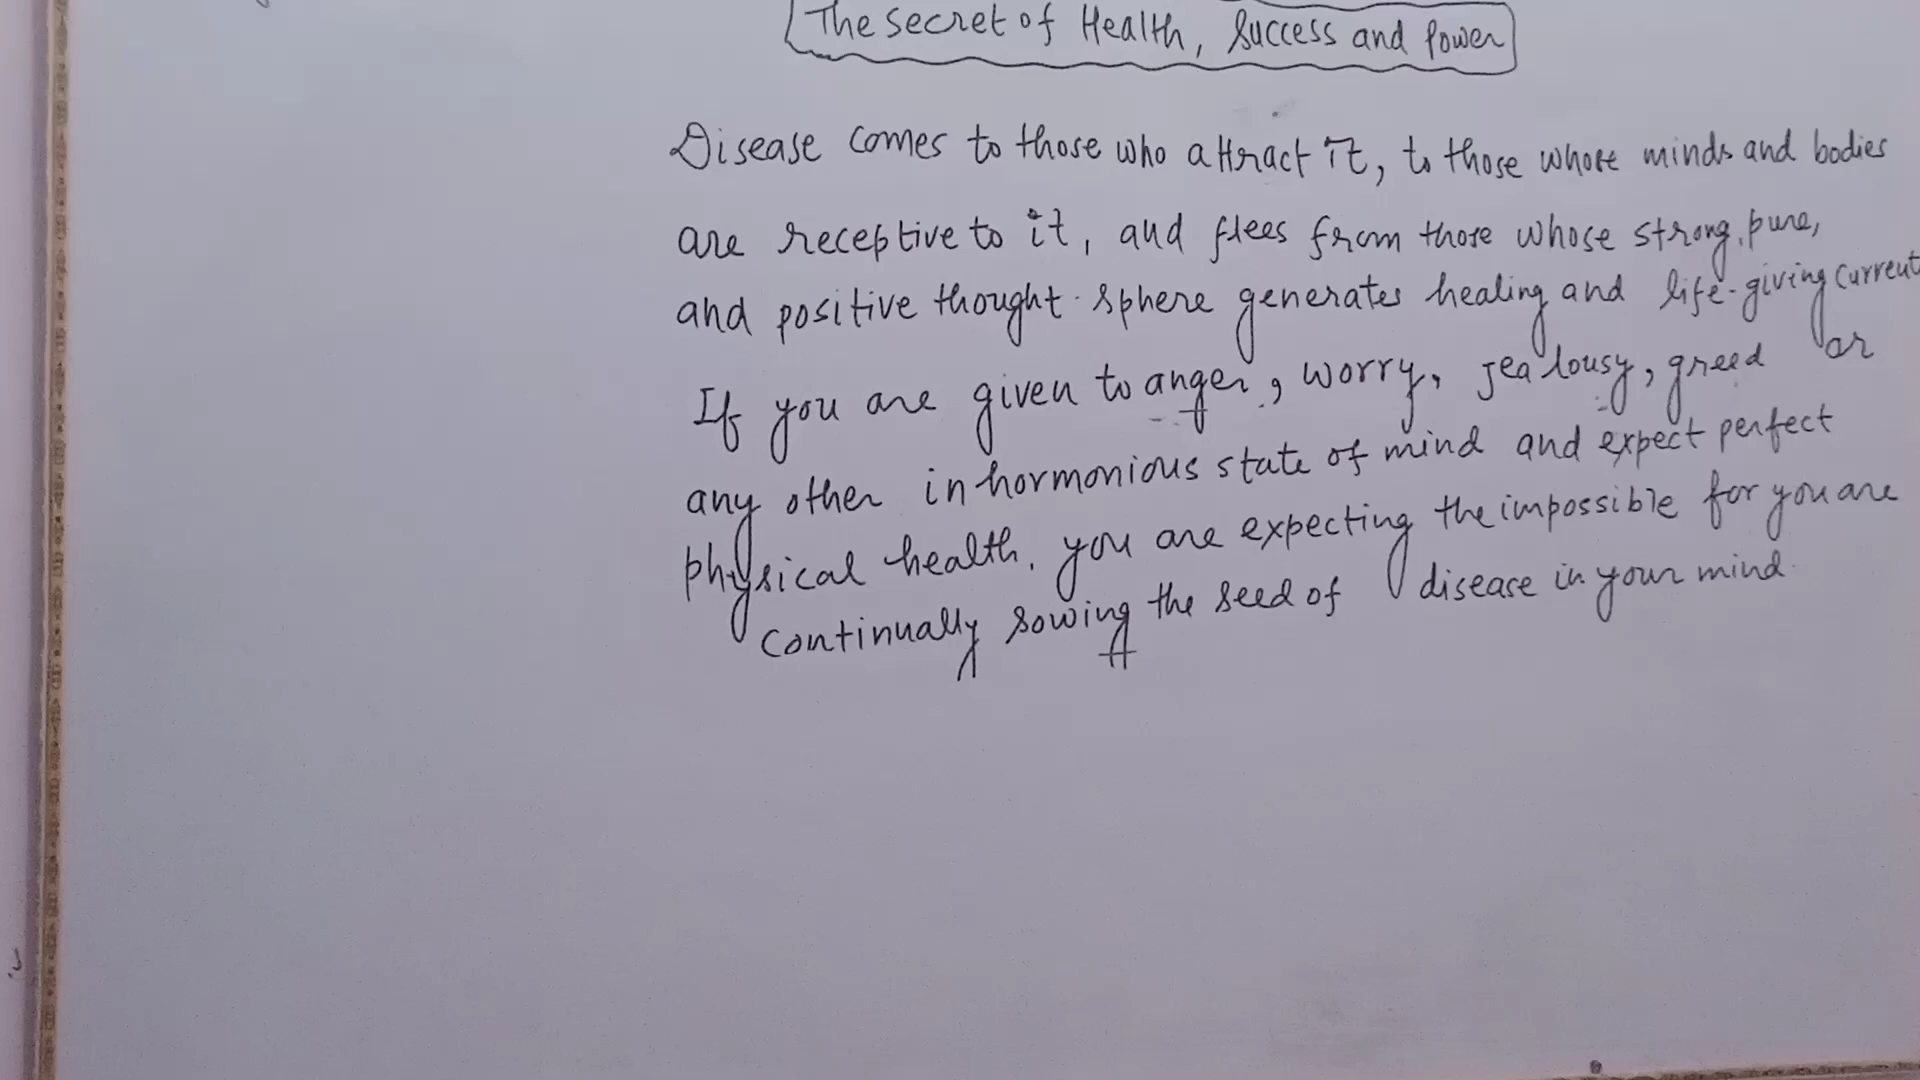 The secret of Health, Success and Power
Disease comes to those who attract it, to those whose minds and bodies
are receptive to it, and flees from those whose strong, pure,
and positive thought-sphere generates healing and life-giving current
If you are given to anger, worry, jealousy, greed or
any other inhormonious state of mind and expect perfect
physical health, you are expecting the impossible for you are
continually sowing the seed of disease in your mind.